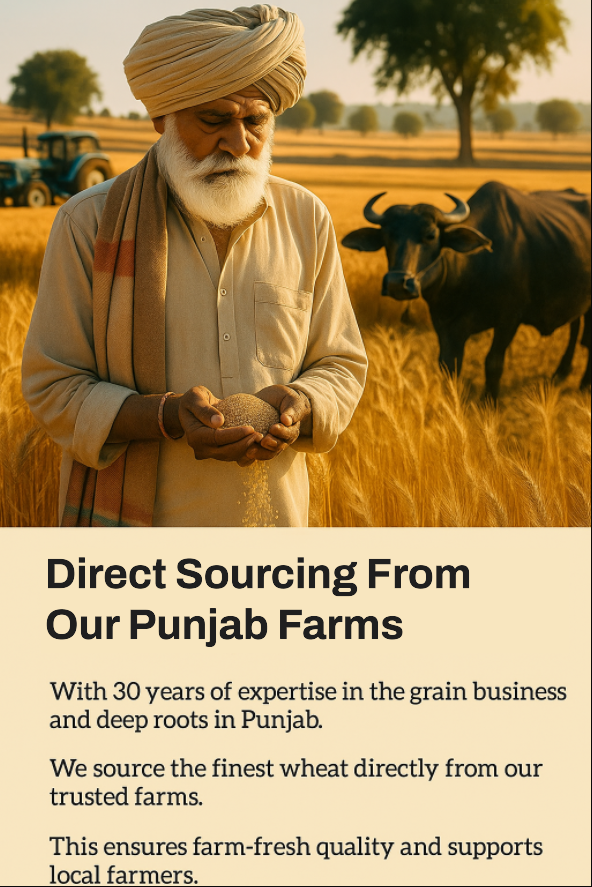 Direct Sourcing From
Our Punjab Farms
With 30 years of expertise in the grain business
and deep roots in Punjab.
We source the finest wheat directly from our
trusted farms.
This ensures farm-fresh quality and supports
local farmers.